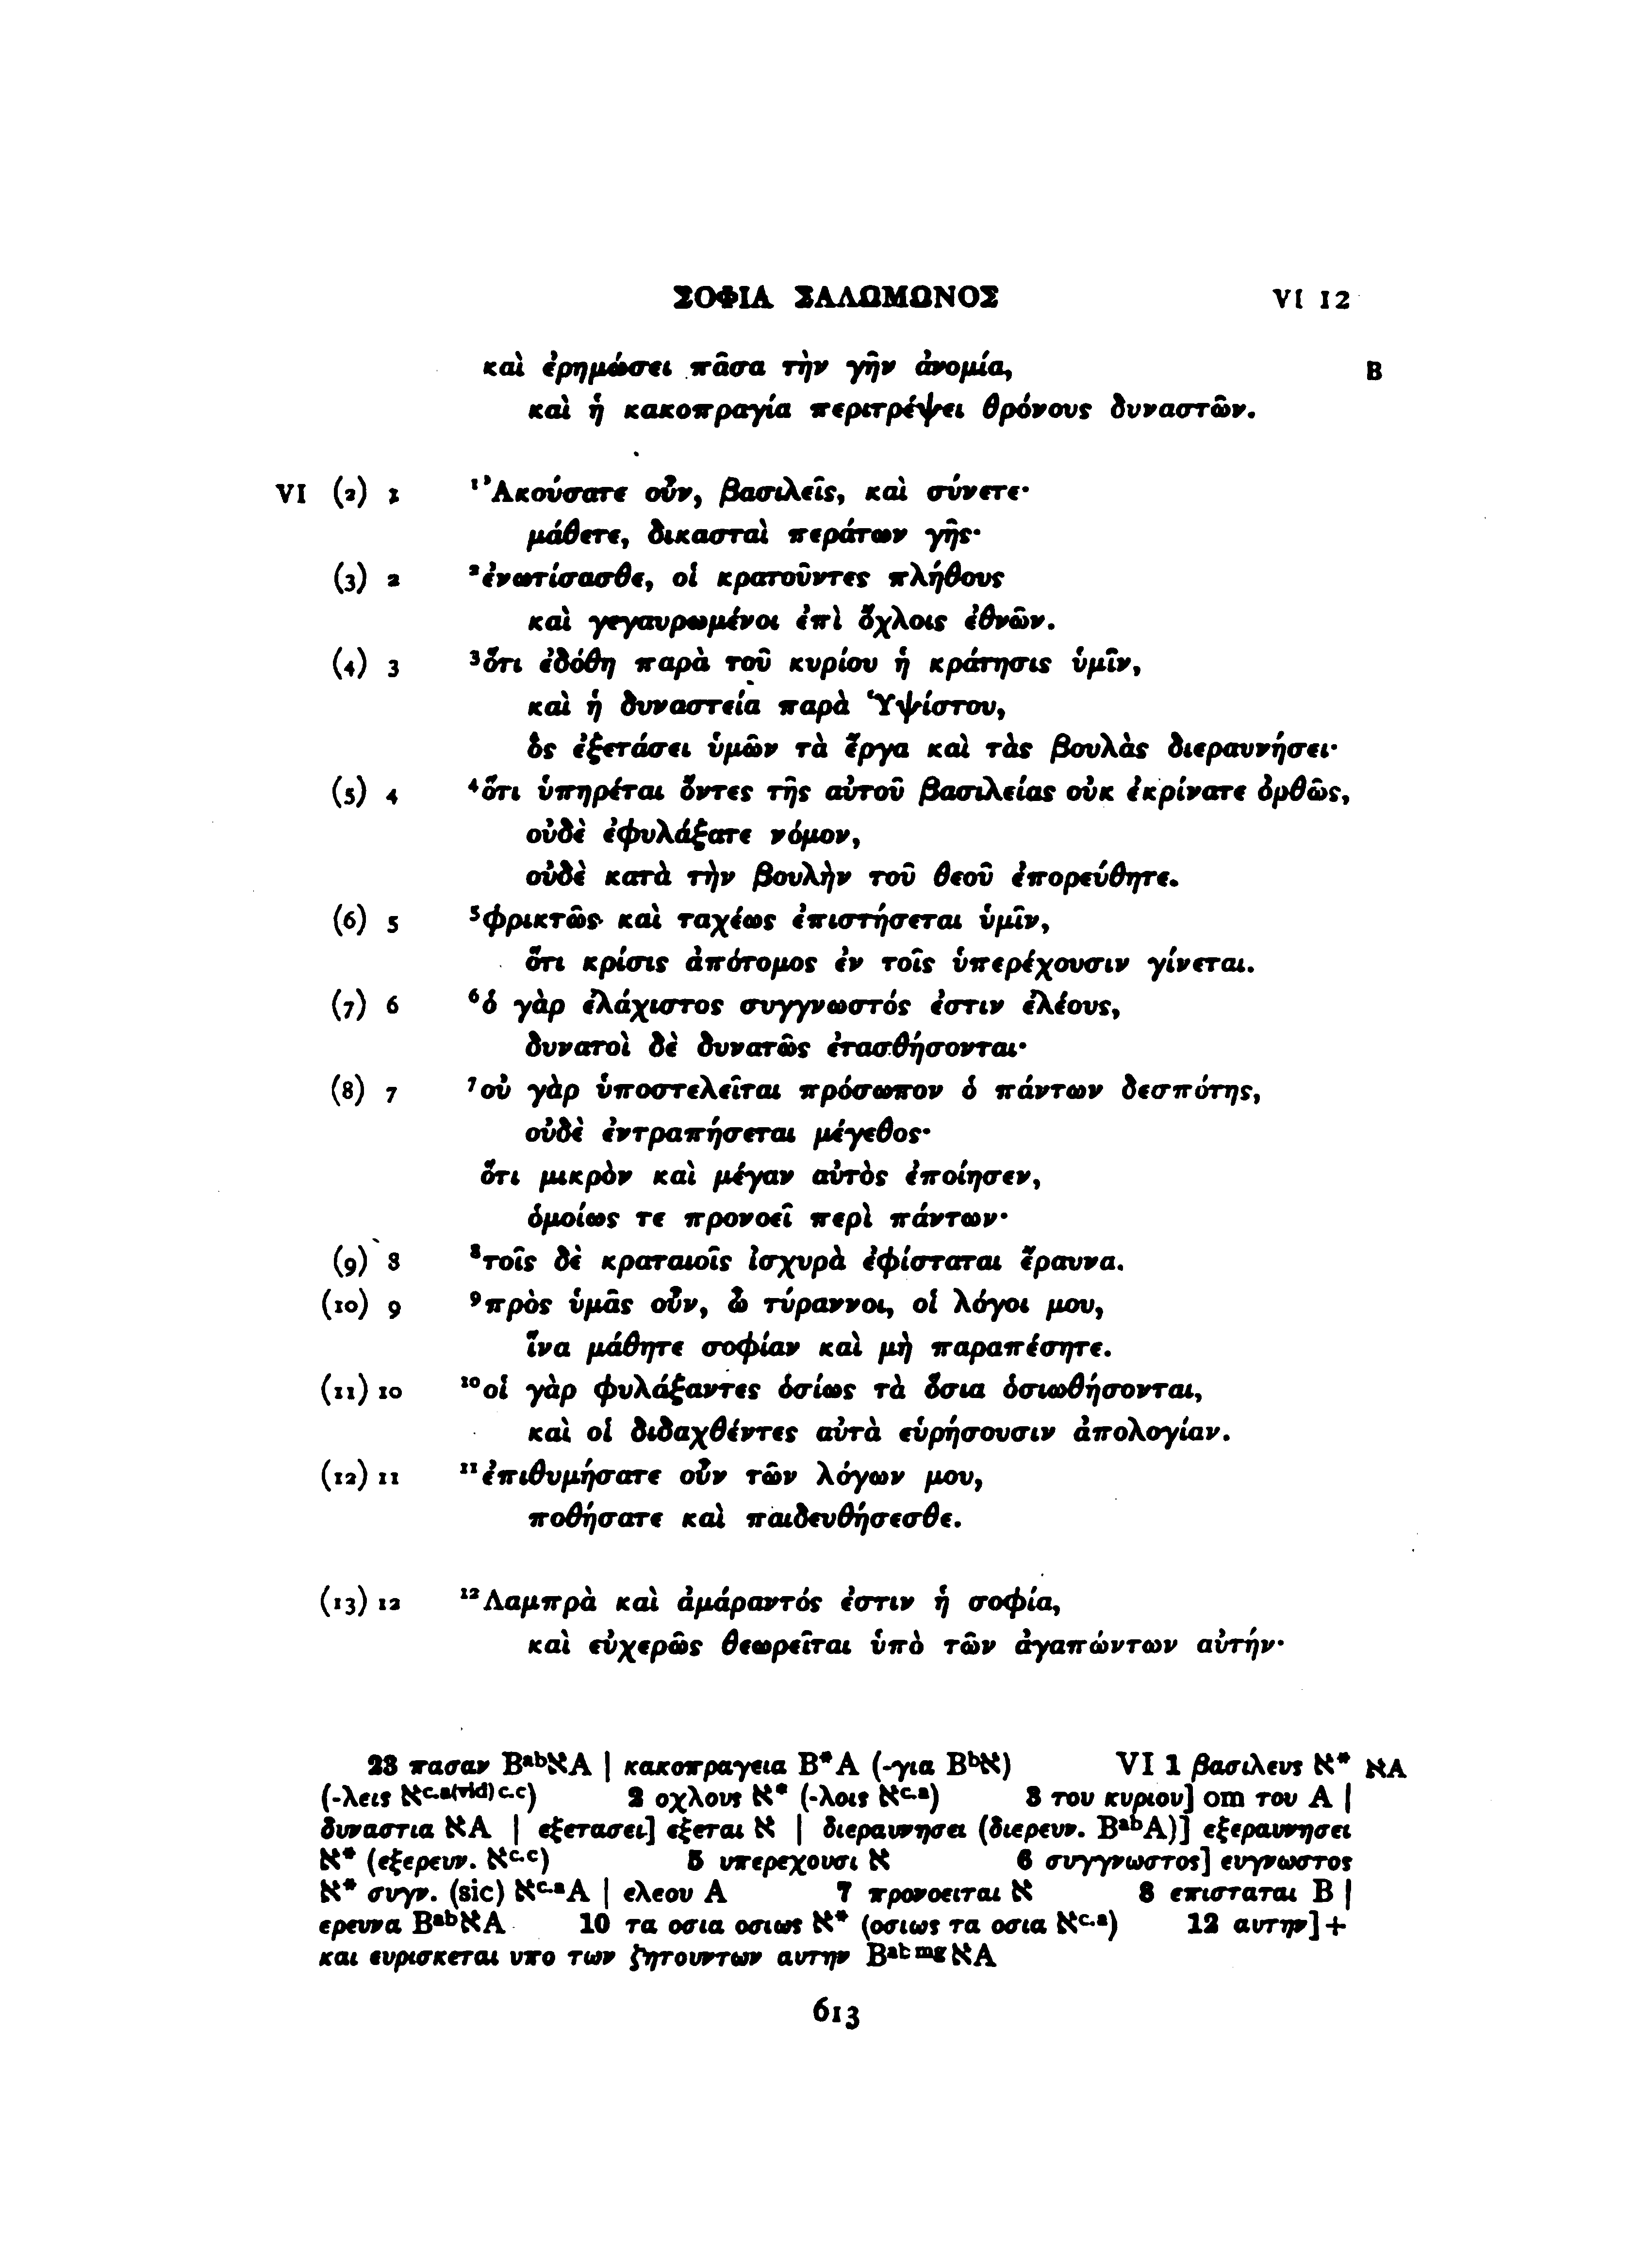 ΣΟΦΙΑ ΣΑΛΩΜΩΝΟΣ VI 12
καὶ ἐρημώσει πᾶσα τὴν γῆν ἀνομία, B
καὶ ἡ κακοπραγία περιτρέψει θρόνους δυναστῶν.
VI (2) 1 ¹Ἀκούσατε οὖν, βασιλεῖς, καὶ σύνετε·
μάθετε, δικασταὶ περάτων γῆς·
(3) 2 ²ἐνωτίσασθε, οἱ κρατοῦντες πλήθους
καὶ γεγαυρωμένοι ἐπὶ ὄχλοις ἐθνῶν.
(4) 3 ³ὅτι ἐδόθη παρὰ τοῦ κυρίου ἡ κράτησις ὑμῖν,
καὶ ἡ δυναστεία παρὰ Ὑψίστου,
ὃς ἐξετάσει ὑμῶν τὰ ἔργα καὶ τὰς βουλὰς διεραυνήσει·
(5) 4 ⁴ὅτι ὑπηρέται ὄντες τῆς αὐτοῦ βασιλείας οὐκ ἐκρίνατε ὀρθῶς,
οὐδὲ ἐφυλάξατε νόμον,
οὐδὲ κατὰ τὴν βουλὴν τοῦ θεοῦ ἐπορεύθητε.
(6) 5 ⁵φρικτῶς καὶ ταχέως ἐπιστήσεται ὑμῖν,
ὅτι κρίσις ἀπότομος ἐν τοῖς ὑπερέχουσιν γίνεται.
(7) 6 ⁶ὁ γὰρ ἐλάχιστος συγγνωστός ἐστιν ἐλέους,
δυνατοὶ δὲ δυνατῶς ἐτασθήσονται·
(8) 7 ⁷οὐ γὰρ ὑποστελεῖται πρόσωπον ὁ πάντων δεσπότης,
οὐδὲ ἐντραπήσεται μέγεθος·
ὅτι μικρὸν καὶ μέγαν αὐτὸς ἐποίησεν,
ὁμοίως τε προνοεῖ περὶ πάντων·
(9) 8 ⁸τοῖς δὲ κραταιοῖς ἰσχυρὰ ἐφίσταται ἔραυνα.
(10) 9 ⁹πρὸς ὑμᾶς οὖν, ὦ τύραννοι, οἱ λόγοι μου,
ἵνα μάθητε σοφίαν καὶ μὴ παραπέσητε.
(11) 10 ¹⁰οἱ γὰρ φυλάξαντες ὁσίως τὰ ὅσια ὁσιωθήσονται,
καὶ οἱ διδαχθέντες αὐτὰ εὑρήσουσιν ἀπολογίαν.
(12) 11 ¹¹ἐπιθυμήσατε οὖν τῶν λόγων μου,
ποθήσατε καὶ παιδευθήσεσθε.
(13) 12 ¹²Λαμπρὰ καὶ ἀμάραντός ἐστιν ἡ σοφία,
καὶ εὐχερῶς θεωρεῖται ὑπὸ τῶν ἀγαπώντων αὐτήν·
23 πασαν Bᵃᵇ‎א‎A | κακοπραγεια B*A (-για Bᵇ‎א‎) VI 1 βασιλευς ‎א‎* ‎א‎A
(-λεις ‎א‎ᶜ·ᵃ⁽ᵛⁱᵈ⁾ ᶜ·ᶜ) 2 οχλους ‎א‎* (-λοις ‎א‎ᶜ·ᵃ) 3 του κυριου] om του A |
δυναστια ‎א‎A | εξετασει] εξεται ‎א‎ | διεραυνησει (διερευν. BᵃᵇA)] εξεραυνησει
‎א‎* (εξερευν. ‎א‎ᶜ·ᶜ) 5 υπερεχουσι ‎א‎ 6 συγγνωστος] ευγνωστος
‎א‎* συγν. (sic) ‎א‎ᶜ·ᵃA | ελεου A 7 προνοειται ‎א‎ 8 επισταται B |
ερευνα Bᵃᵇ‎א‎A 10 τα οσια οσιως ‎א‎* (οσιως τα οσια ‎א‎ᶜ·ᵃ) 12 αυτην]+
και ευρισκεται υπο των ζητουντων αυτην Bᵃᵇ ᵐᵍ‎א‎A
613